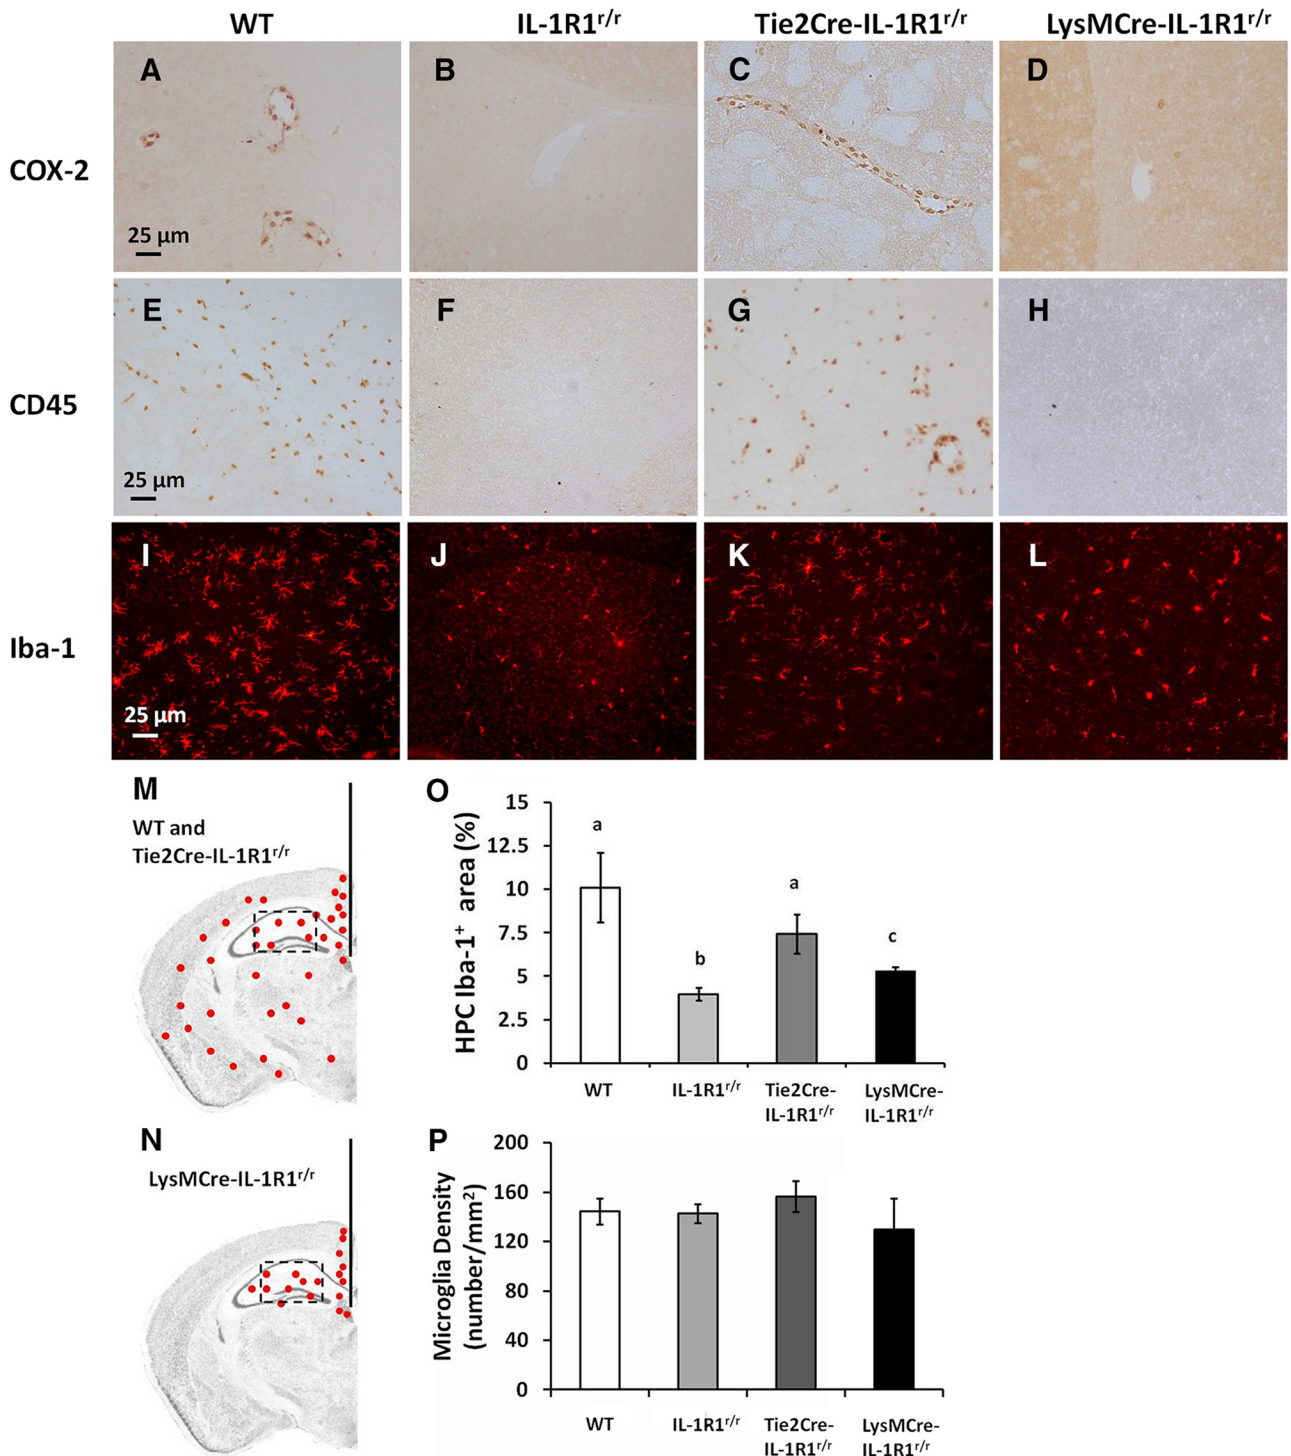 WT IL-1R1r/r Tie2Cre-IL-1R1r/r LysMCre-IL-1R1r/r
A B C D
COX-2
25 µm
E F G H
CD45
25 µm
I J K L
Iba-1
25 µm
M
WT and
Tie2Cre-IL-1R1r/r
N
LysMCre-IL-1R1r/r
O
HPC Iba-1+ area (%)
15
12.5
10
7.5
5
2.5
0
a
b
a
c
WT IL-1R1r/r Tie2Cre- LysMCre-
IL-1R1r/r IL-1R1r/r
P
Microglia Density
(number/mm2)
200
160
120
80
40
0
WT IL-1R1r/r Tie2Cre- LysMCre-
IL-1R1r/r IL-1R1r/r